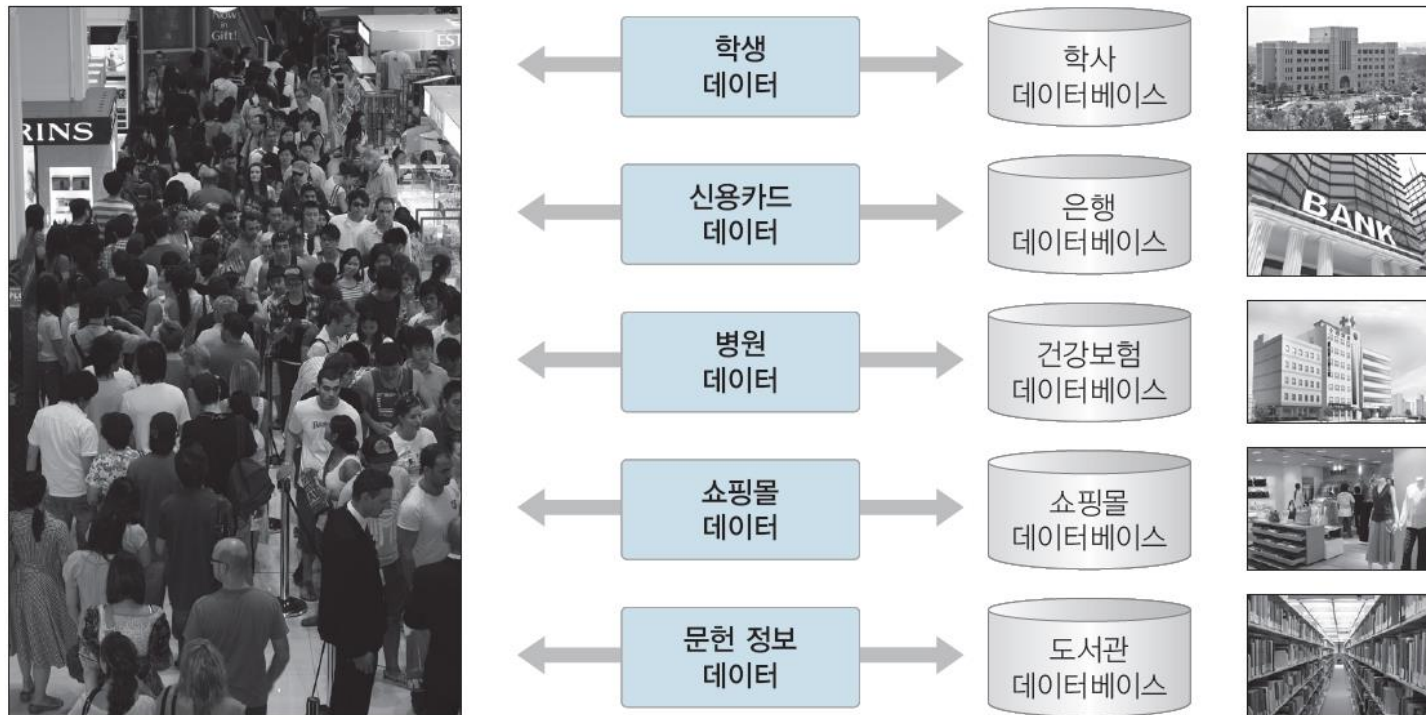 Now
in
Gift!
EST
RINS
학생
데이터
학사
데이터베이스
신용카드
데이터
은행
데이터베이스
BANK
병원
데이터
건강보험
데이터베이스
쇼핑몰
데이터
쇼핑몰
데이터베이스
문헌 정보
데이터
도서관
데이터베이스